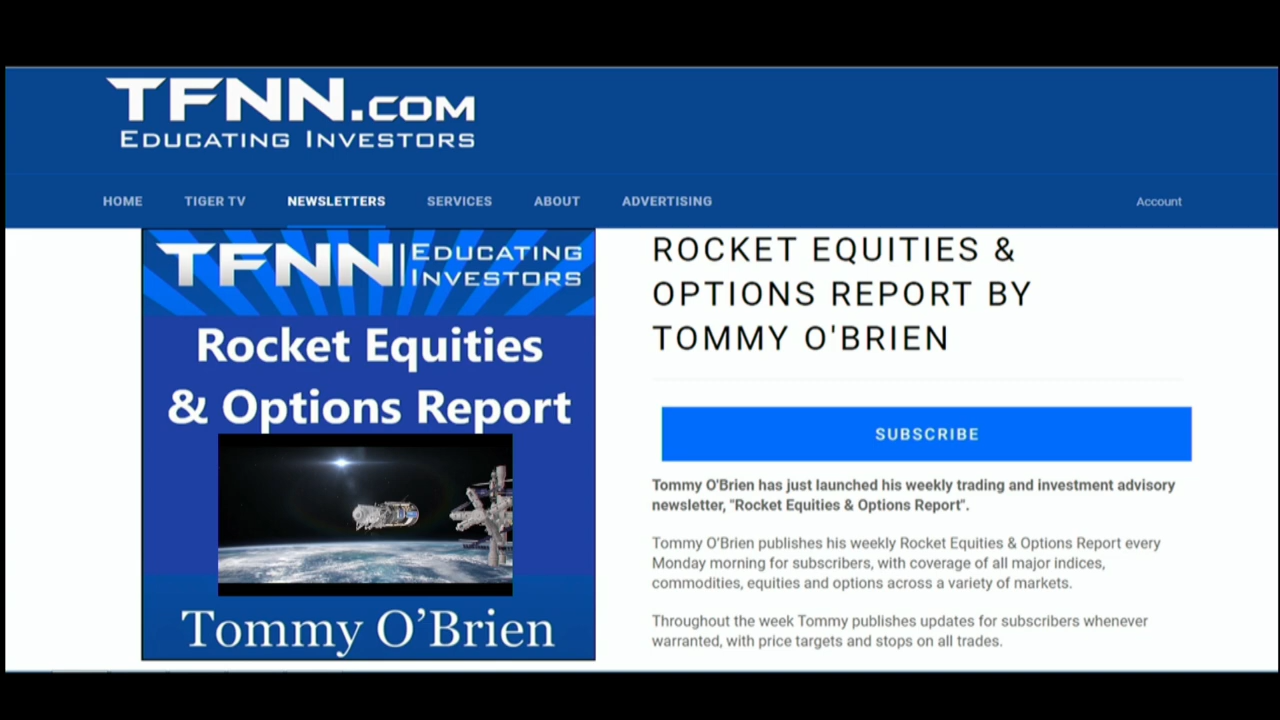 TFNN.COM
EDUCATING INVESTORS
HOME TIGER TV NEWSLETTERS SERVICES ABOUT ADVERTISING Account
TFNN EDUCATING
INVESTORS
Rocket Equities
& Options Report
Tommy O’Brien
ROCKET EQUITIES &
OPTIONS REPORT BY
TOMMY O'BRIEN
SUBSCRIBE
Tommy O'Brien has just launched his weekly trading and investment advisory
newsletter, "Rocket Equities & Options Report".
Tommy O’Brien publishes his weekly Rocket Equities & Options Report every
Monday morning for subscribers, with coverage of all major indices,
commodities, equities and options across a variety of markets.
Throughout the week Tommy publishes updates for subscribers whenever
warranted, with price targets and stops on all trades.